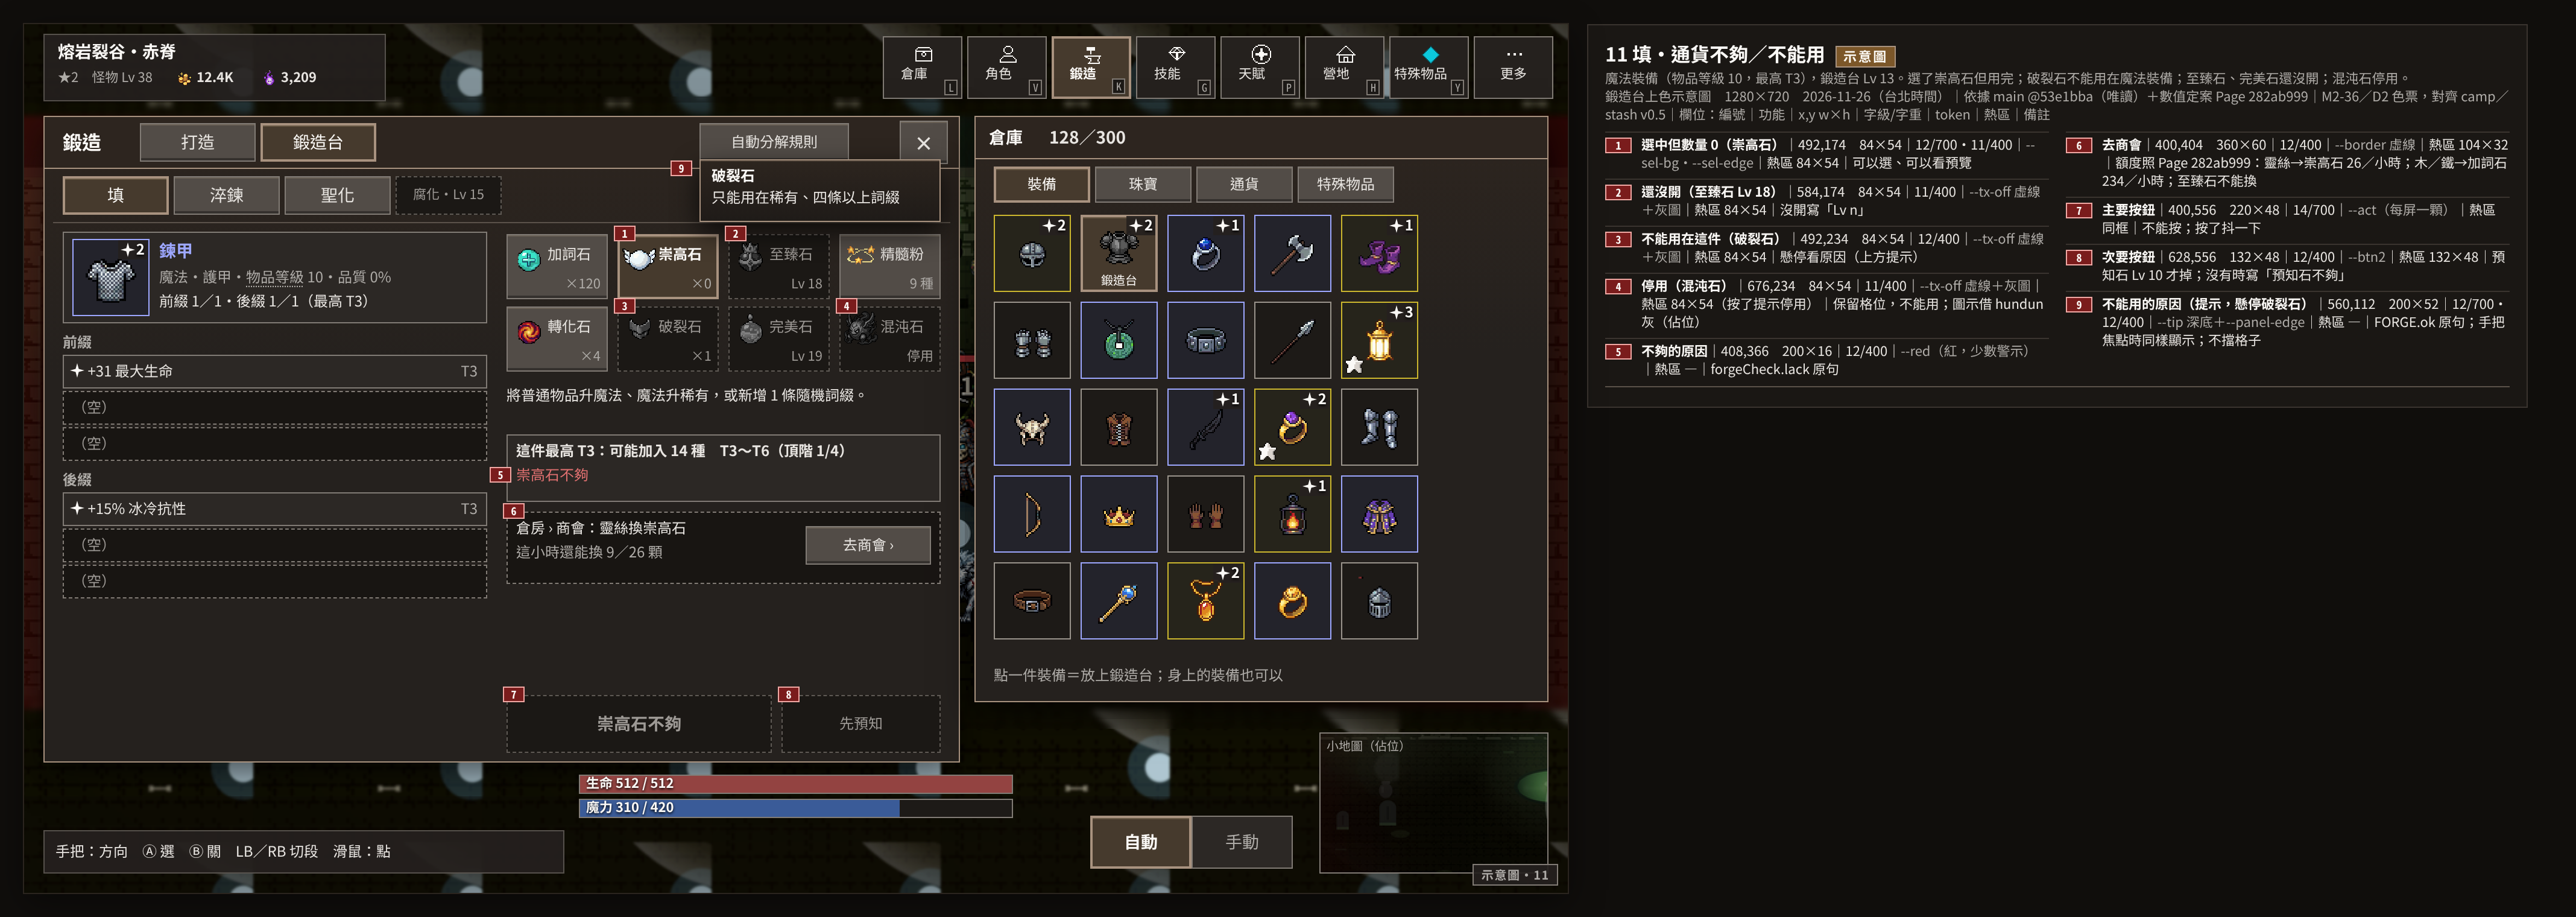 熔岩裂谷・赤脊
★2 怪物 Lv 38 12.4K 3,209
倉庫 L
角色 V
鍛造 K
技能 G
天賦 P
營地 H
特殊物品 Y
更多
鍛造 打造 鍛造台 自動分解規則 ×
9
破裂石
只能用在稀有、四條以上詞綴
填 淬鍊 聖化 腐化・Lv 15
2 鍊甲
魔法・護甲・物品等級 10・品質 0%
前綴 1／1・後綴 1／1（最高 T3）
前綴
+31 最大生命 T3
（空）
（空）
後綴
+15% 冰冷抗性 T3
（空）
（空）
加詞石 ×120
1 崇高石 ×0
2 至臻石 Lv 18
精髓粉 9 種
轉化石 ×4
3 破裂石 ×1
完美石 Lv 19
4 混沌石 停用
將普通物品升魔法、魔法升稀有，或新增 1 條隨機詞綴。
這件最高 T3：可能加入 14 種 T3～T6（頂階 1/4）
5 崇高石不夠
6
倉房 › 商會：靈絲換崇高石
這小時還能換 9／26 顆
去商會 ›
7 崇高石不夠
8 先預知
倉庫 128／300
裝備 珠寶 通貨 特殊物品
2 2 1 1
鍛造台
3
1 2
1
2
點一件裝備＝放上鍛造台；身上的裝備也可以
生命 512 / 512
魔力 310 / 420
手把：方向 Ⓐ 選 Ⓑ 關 LB／RB 切段 滑鼠：點
自動 手動
小地圖（佔位）
示意圖・11
11 填・通貨不夠／不能用 示意圖
魔法裝備（物品等級 10，最高 T3），鍛造台 Lv 13。選了崇高石但用完；破裂石不能用在魔法裝備；至臻石、完美石還沒開；混沌石停用。
鍛造台上色示意圖 1280×720 2026-11-26（台北時間）｜依據 main @53e1bba（唯讀）＋數值定案 Page 282ab999｜M2-36／D2 色票，對齊 camp／
stash v0.5｜欄位：編號｜功能｜x,y w×h｜字級/字重｜token｜熱區｜備註
1 選中但數量 0（崇高石）｜492,174 84×54｜12/700・11/400｜--
sel-bg・--sel-edge｜熱區 84×54｜可以選、可以看預覽
2 還沒開（至臻石 Lv 18）｜584,174 84×54｜11/400｜--tx-off 虛線
＋灰圖｜熱區 84×54｜沒開寫「Lv n」
3 不能用在這件（破裂石）｜492,234 84×54｜12/400｜--tx-off 虛線
＋灰圖｜熱區 84×54｜懸停看原因（上方提示）
4 停用（混沌石）｜676,234 84×54｜11/400｜--tx-off 虛線＋灰圖｜
熱區 84×54（按了提示停用）｜保留格位，不能用；圖示借 hundun
灰（佔位）
5 不夠的原因｜408,366 200×16｜12/400｜--red（紅，少數警示）
｜熱區 —｜forgeCheck.lack 原句
6 去商會｜400,404 360×60｜12/400｜--border 虛線｜熱區 104×32
｜額度照 Page 282ab999：靈絲→崇高石 26／小時；木／鐵→加詞石
234／小時；至臻石不能換
7 主要按鈕｜400,556 220×48｜14/700｜--act（每屏一顆）｜熱區
同框｜不能按；按了抖一下
8 次要按鈕｜628,556 132×48｜12/400｜--btn2｜熱區 132×48｜預
知石 Lv 10 才掉；沒有時寫「預知石不夠」
9 不能用的原因（提示，懸停破裂石）｜560,112 200×52｜12/700・
12/400｜--tip 深底＋--panel-edge｜熱區 —｜FORGE.ok 原句；手把
焦點時同樣顯示；不擋格子